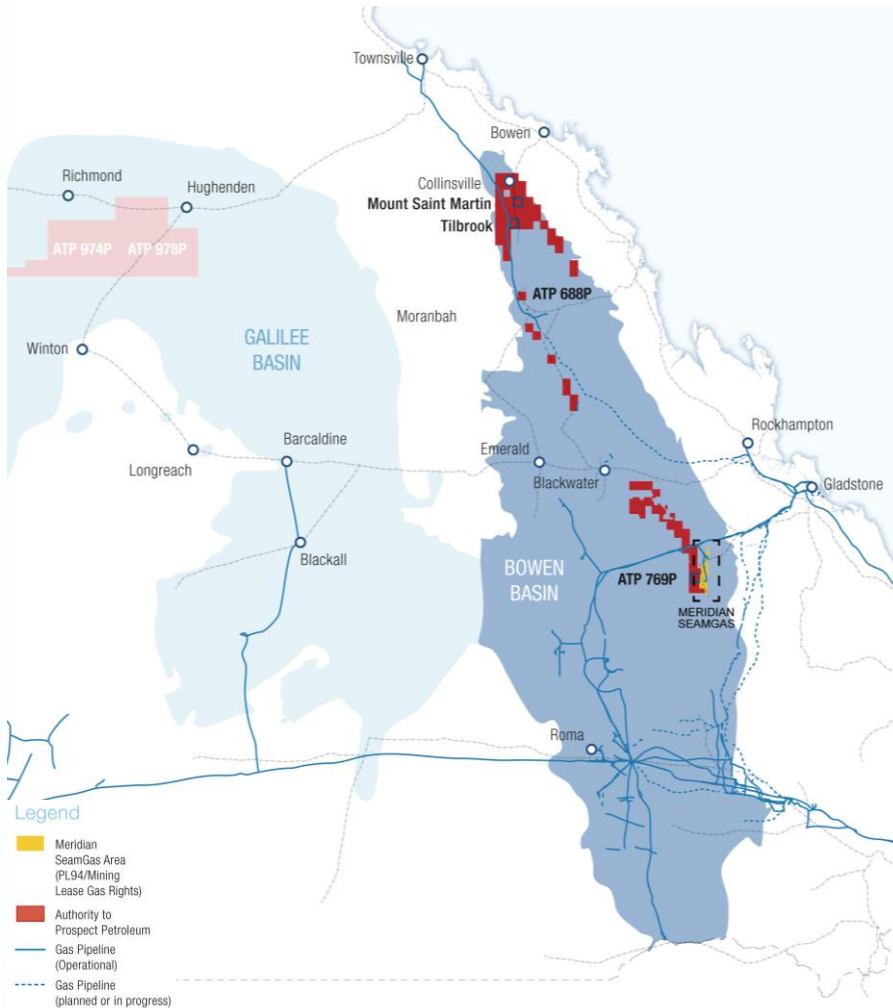 Townsville
Bowen
Richmond
Hughenden
Collinsville
Mount Saint Martin
Tilbrook
ATP 974P
ATP 978P
ATP 688P
Moranbah
GALILEE
BASIN
Winton
Rockhampton
Barcaldine
Emerald
Longreach
Blackwater
Gladstone
Blackall
BOWEN
BASIN
ATP 769P
MERIDIAN
SEAMGAS
Roma
Legend
Meridian
SeamGas Area
(PL94/Mining
Lease Gas Rights)
Authority to
Prospect Petroleum
Gas Pipeline
(Operational)
Gas Pipeline
(planned or in progress)